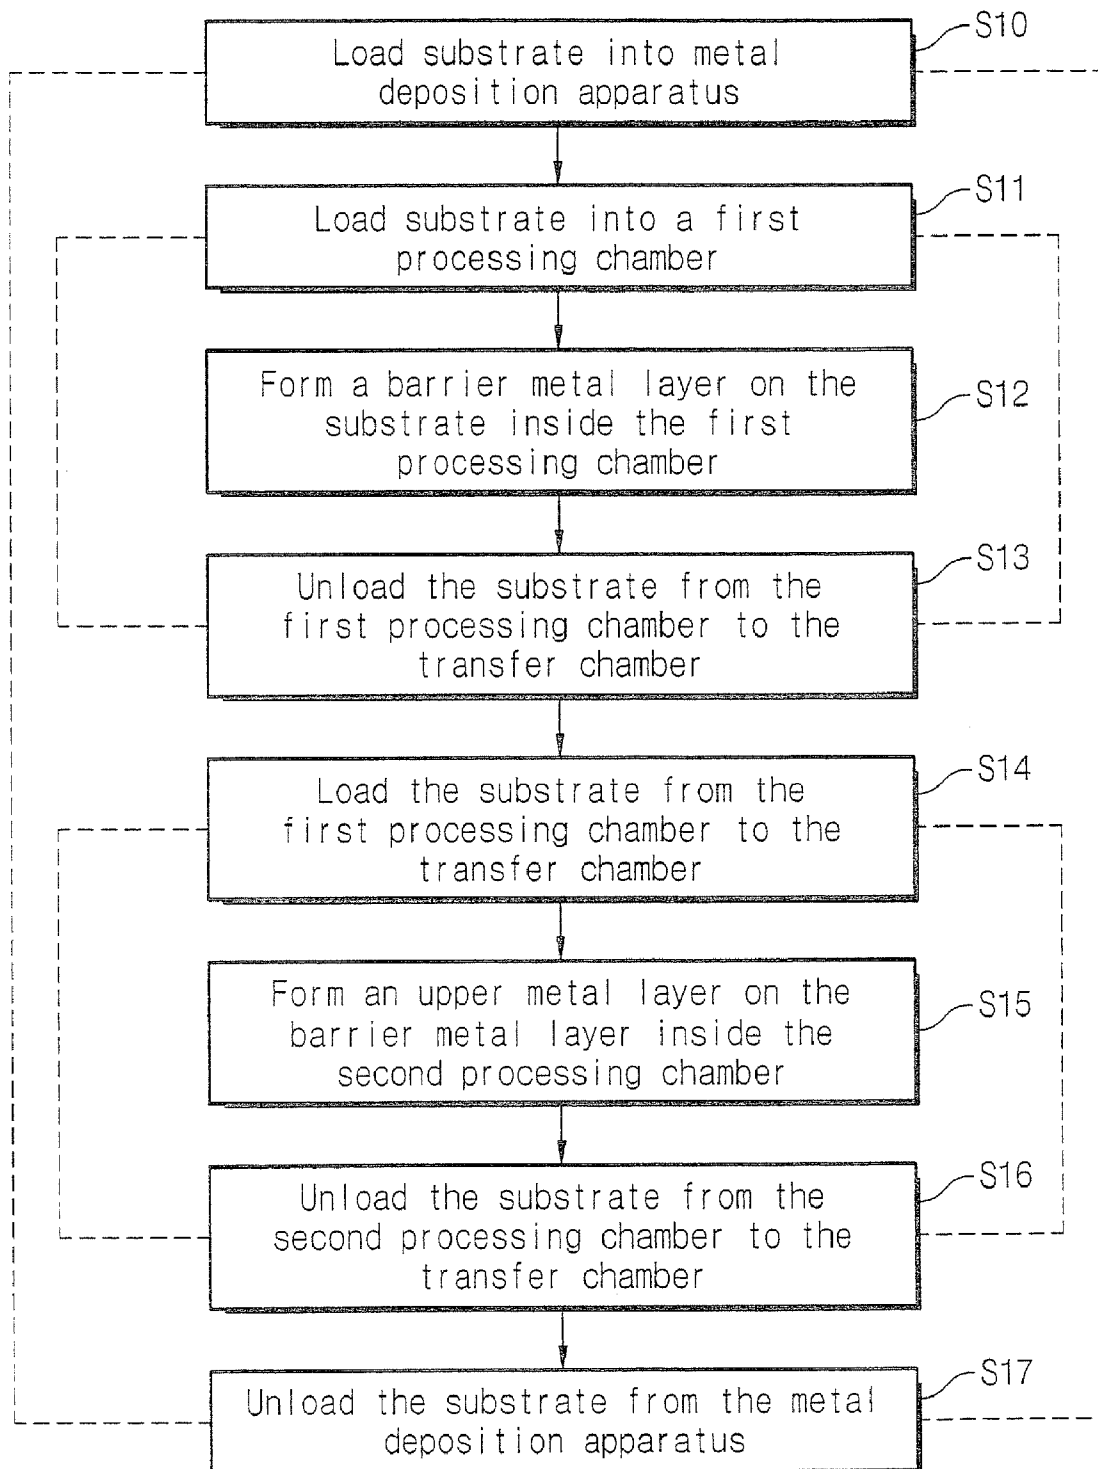 S10
Load substrate into metal
deposition apparatus
S11
Load substrate into a first
processing chamber
S12
Form a barrier metal layer on the
substrate inside the first
processing chamber
S13
Unload the substrate from the
first processing chamber to the
transfer chamber
S14
Load the substrate from the
first processing chamber to the
transfer chamber
S15
Form an upper metal layer on the
barrier metal layer inside the
second processing chamber
S16
Unload the substrate from the
second processing chamber to the
transfer chamber
S17
Unload the substrate from the metal
deposition apparatus